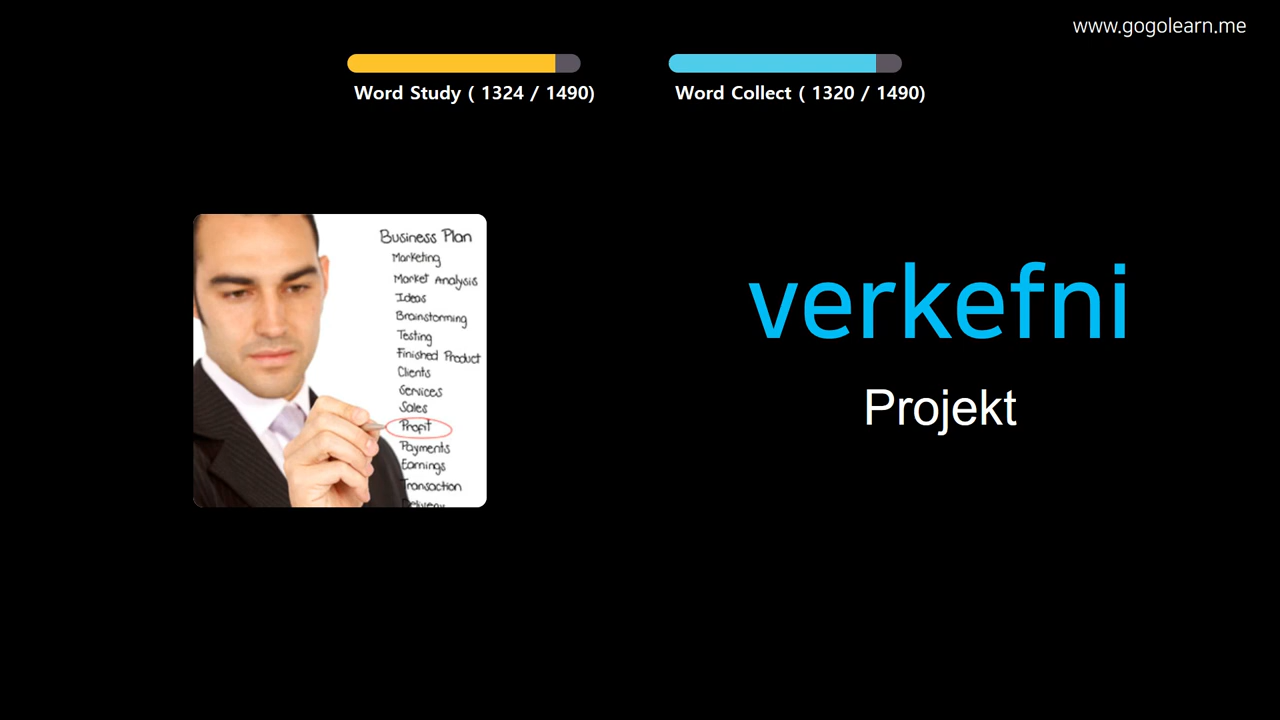 www.gogolearn.me
Word Study ( 1324 / 1490)
Word Collect ( 1320 / 1490)
Business Plan
Marketing
Market Analysis
Ideas
Brainstorming
Testing
Finished Product
Clients
Services
Sales
Profit
Payments
Earnings
Transaction
Delivery
verkefni
Projekt